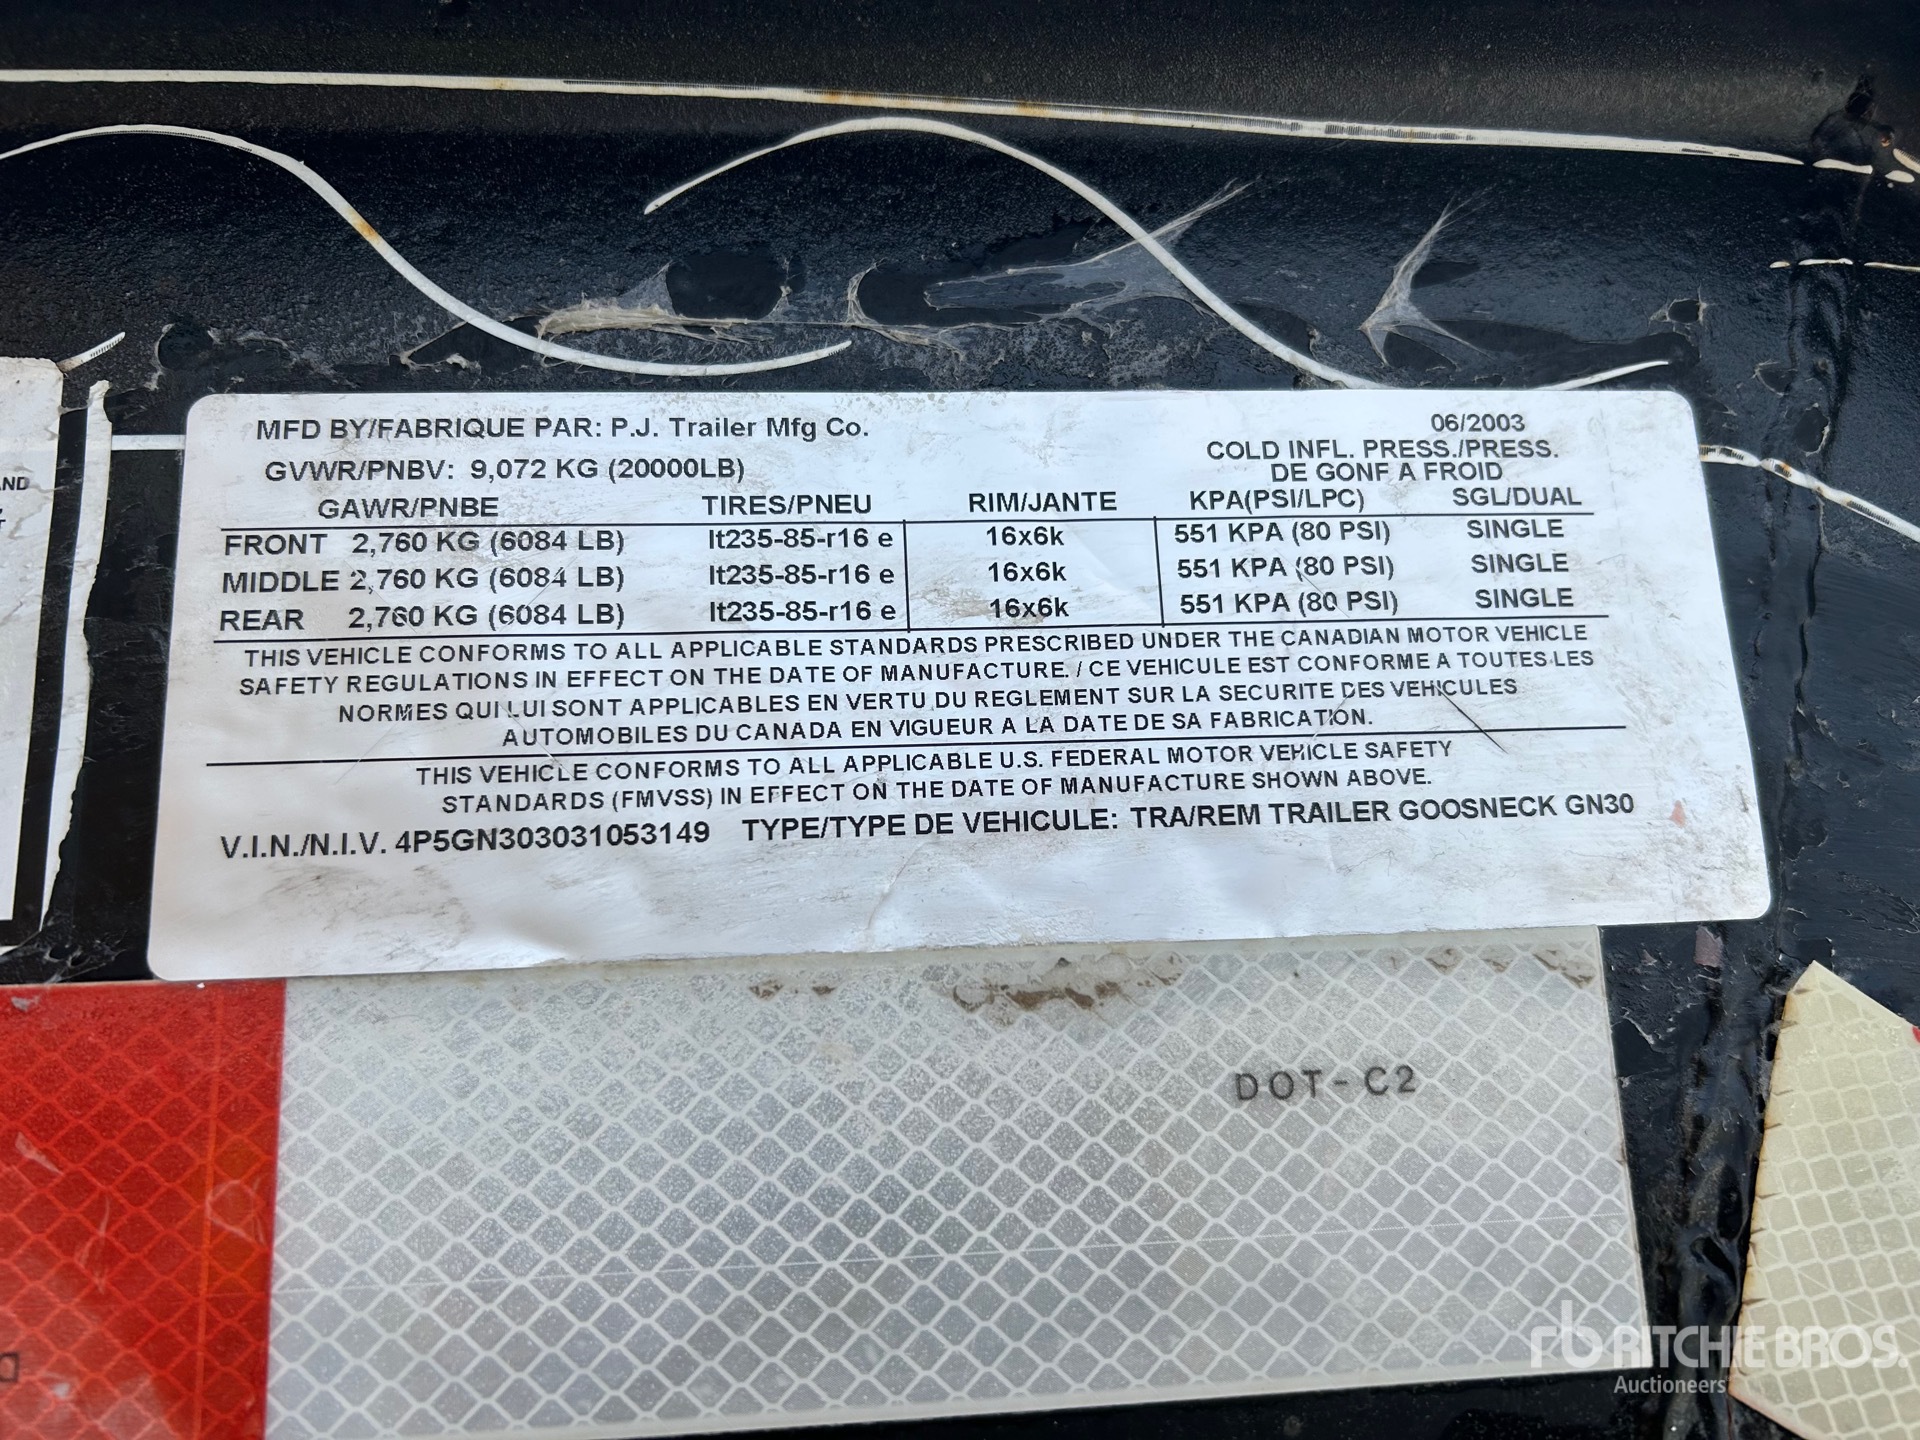 MFD BY/FABRIQUE PAR: P.J. Trailer Mfg Co. 06/2003
GVWR/PNBV: 9,072 KG (20000LB) COLD INFL. PRESS./PRESS.
DE GONF A FROID
GAWR/PNBE TIRES/PNEU RIM/JANTE KPA(PSI/LPC) SGL/DUAL
FRONT 2,760 KG (6084 LB) lt235-85-r16 e 16x6k 551 KPA (80 PSI) SINGLE
MIDDLE 2,760 KG (6084 LB) lt235-85-r16 e 16x6k 551 KPA (80 PSI) SINGLE
REAR 2,760 KG (6084 LB) lt235-85-r16 e 16x6k 551 KPA (80 PSI) SINGLE
THIS VEHICLE CONFORMS TO ALL APPLICABLE STANDARDS PRESCRIBED UNDER THE CANADIAN MOTOR VEHICLE
SAFETY REGULATIONS IN EFFECT ON THE DATE OF MANUFACTURE. / CE VEHICULE EST CONFORME A TOUTES LES
NORMES QUI LUI SONT APPLICABLES EN VERTU DU REGLEMENT SUR LA SECURITE DES VEHICULES
AUTOMOBILES DU CANADA EN VIGUEUR A LA DATE DE SA FABRICATION.
THIS VEHICLE CONFORMS TO ALL APPLICABLE U.S. FEDERAL MOTOR VEHICLE SAFETY
STANDARDS (FMVSS) IN EFFECT ON THE DATE OF MANUFACTURE SHOWN ABOVE.
V.I.N./N.I.V. 4P5GN303031053149 TYPE/TYPE DE VEHICULE: TRA/REM TRAILER GOOSNECK GN30
DOT-C2
rb RITCHIE BROS.
Auctioneers